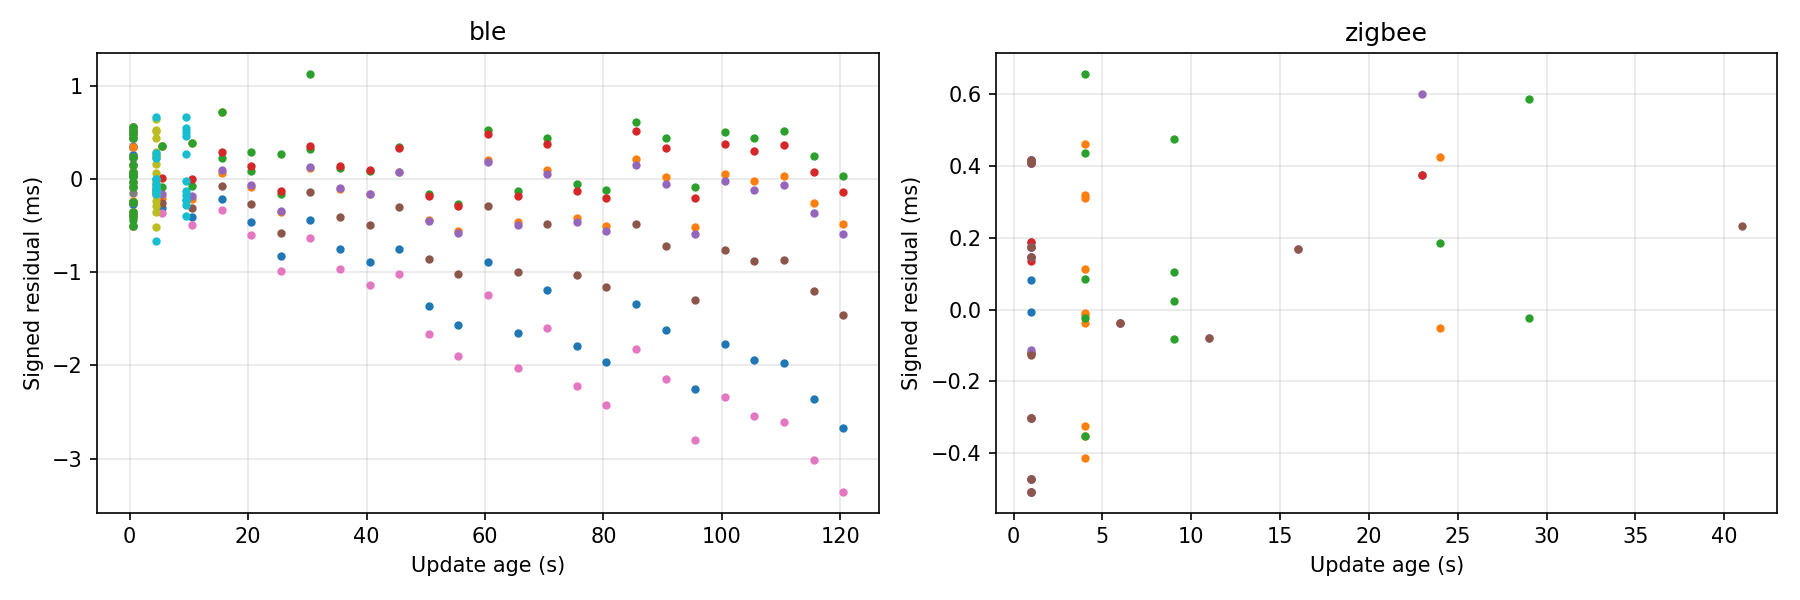 ble
Signed residual (ms)
1
0
−1
−2
−3
0 20 40 60 80 100 120
Update age (s)
zigbee
Signed residual (ms)
0.6
0.4
0.2
0.0
−0.2
−0.4
0 5 10 15 20 25 30 35 40
Update age (s)